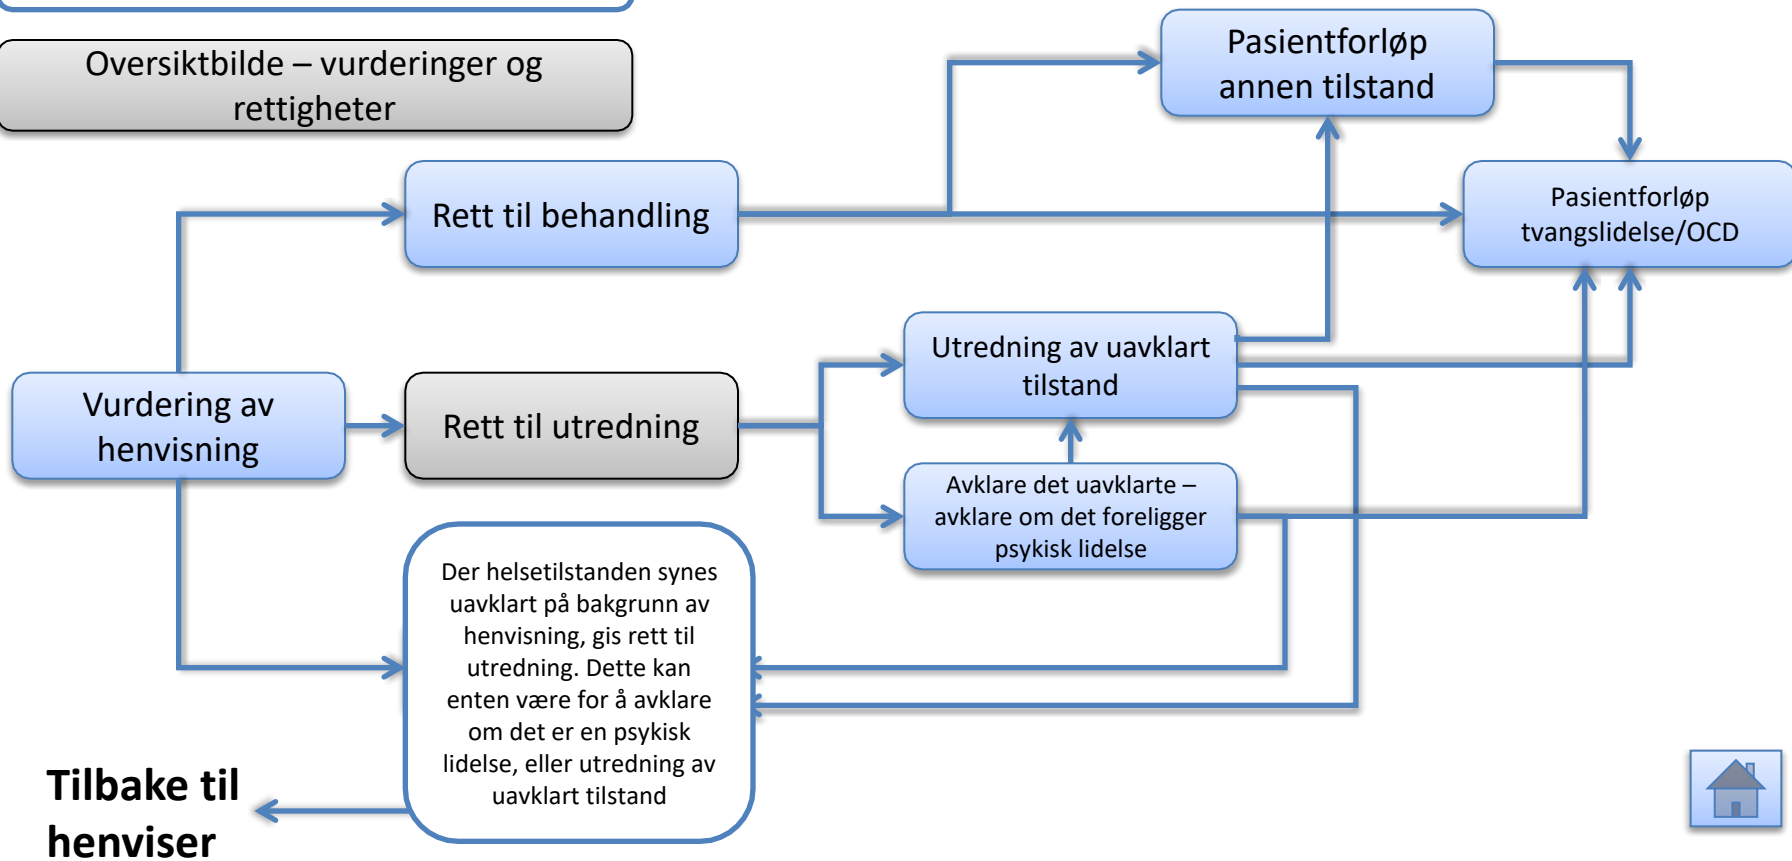 Oversiktbilde – vurderinger og
rettigheter
Pasientforløp
annen tilstand
Rett til behandling
Pasientforløp
tvangslidelse/OCD
Utredning av uavklart
tilstand
Vurdering av
henvisning
Rett til utredning
Avklare det uavklarte –
avklare om det foreligger
psykisk lidelse
Der helsetilstanden synes
uavklart på bakgrunn av
henvisning, gis rett til
utredning. Dette kan
enten være for å avklare
om det er en psykisk
lidelse, eller utredning av
uavklart tilstand
Tilbake til
henviser